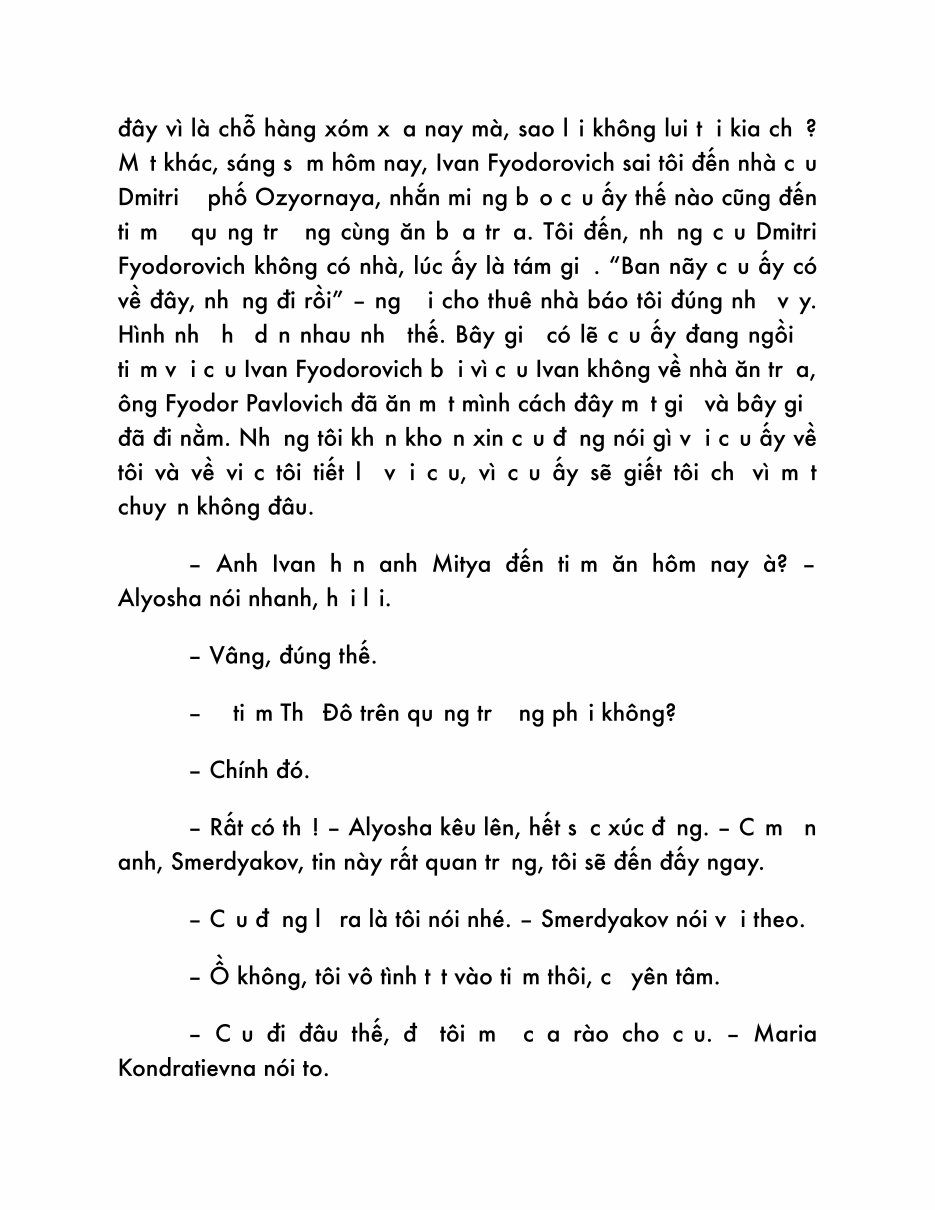 đây vì là chỗ hàng xóm x a nay mà, sao l i không lui t i kia ch ?
M t khác, sáng s m hôm nay, Ivan Fyodorovich sai tôi đến nhà c u
Dmitri phố Ozyornaya, nhắn mi ng b o c u ấy thế nào cũng đến
ti m qu ng tr ng cùng ăn b a tr a. Tôi đến, nh ng c u Dmitri
Fyodorovich không có nhà, lúc ấy là tám gi . “Ban nãy c u ấy có
về đây, nh ng đi rồi” – ng i cho thuê nhà báo tôi đúng nh v y.
Hình nh h d n nhau nh thế. Bây gi có lẽ c u ấy đang ngồi
ti m v i c u Ivan Fyodorovich b i vì c u Ivan không về nhà ăn tr a,
ông Fyodor Pavlovich đã ăn m t mình cách đây m t gi và bây gi
đã đi nằm. Nh ng tôi kh n kho n xin c u đ ng nói gì v i c u ấy về
tôi và về vi c tôi tiết l v i c u, vì c u ấy sẽ giết tôi ch vì m t
chuy n không đâu.
– Anh Ivan h n anh Mitya đến ti m ăn hôm nay à? –
Alyosha nói nhanh, h i l i.
– Vâng, đúng thế.
– ti m Th Đô trên qu ng tr ng ph i không?
– Chính đó.
– Rất có th ! – Alyosha kêu lên, hết s c xúc đ ng. – C m n
anh, Smerdyakov, tin này rất quan tr ng, tôi sẽ đến đấy ngay.
– C u đ ng l ra là tôi nói nhé. – Smerdyakov nói v i theo.
– Ồ không, tôi vô tình t t vào ti m thôi, c yên tâm.
– C u đi đâu thế, đ tôi m c a rào cho c u. – Maria
Kondratievna nói to.